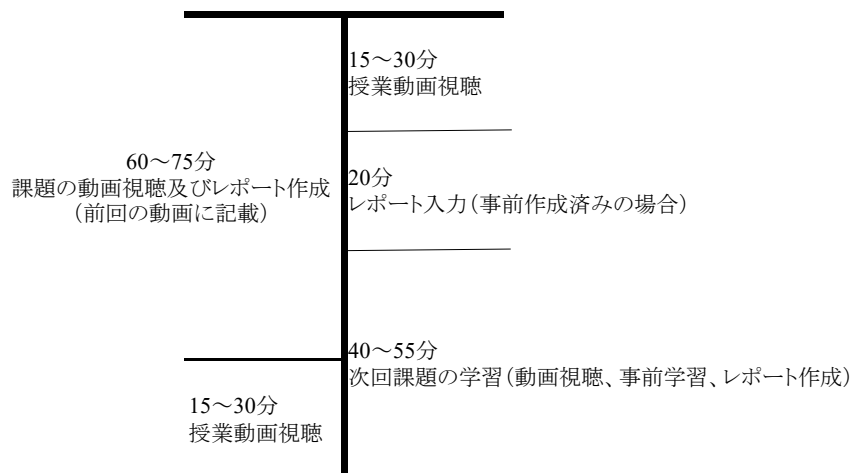 60～75分
課題の動画視聴及びレポート作成
（前回の動画に記載）
15～30分
授業動画視聴
15～30分
授業動画視聴
20分
レポート入力（事前作成済みの場合）
40～55分
次回課題の学習（動画視聴、事前学習、レポート作成）